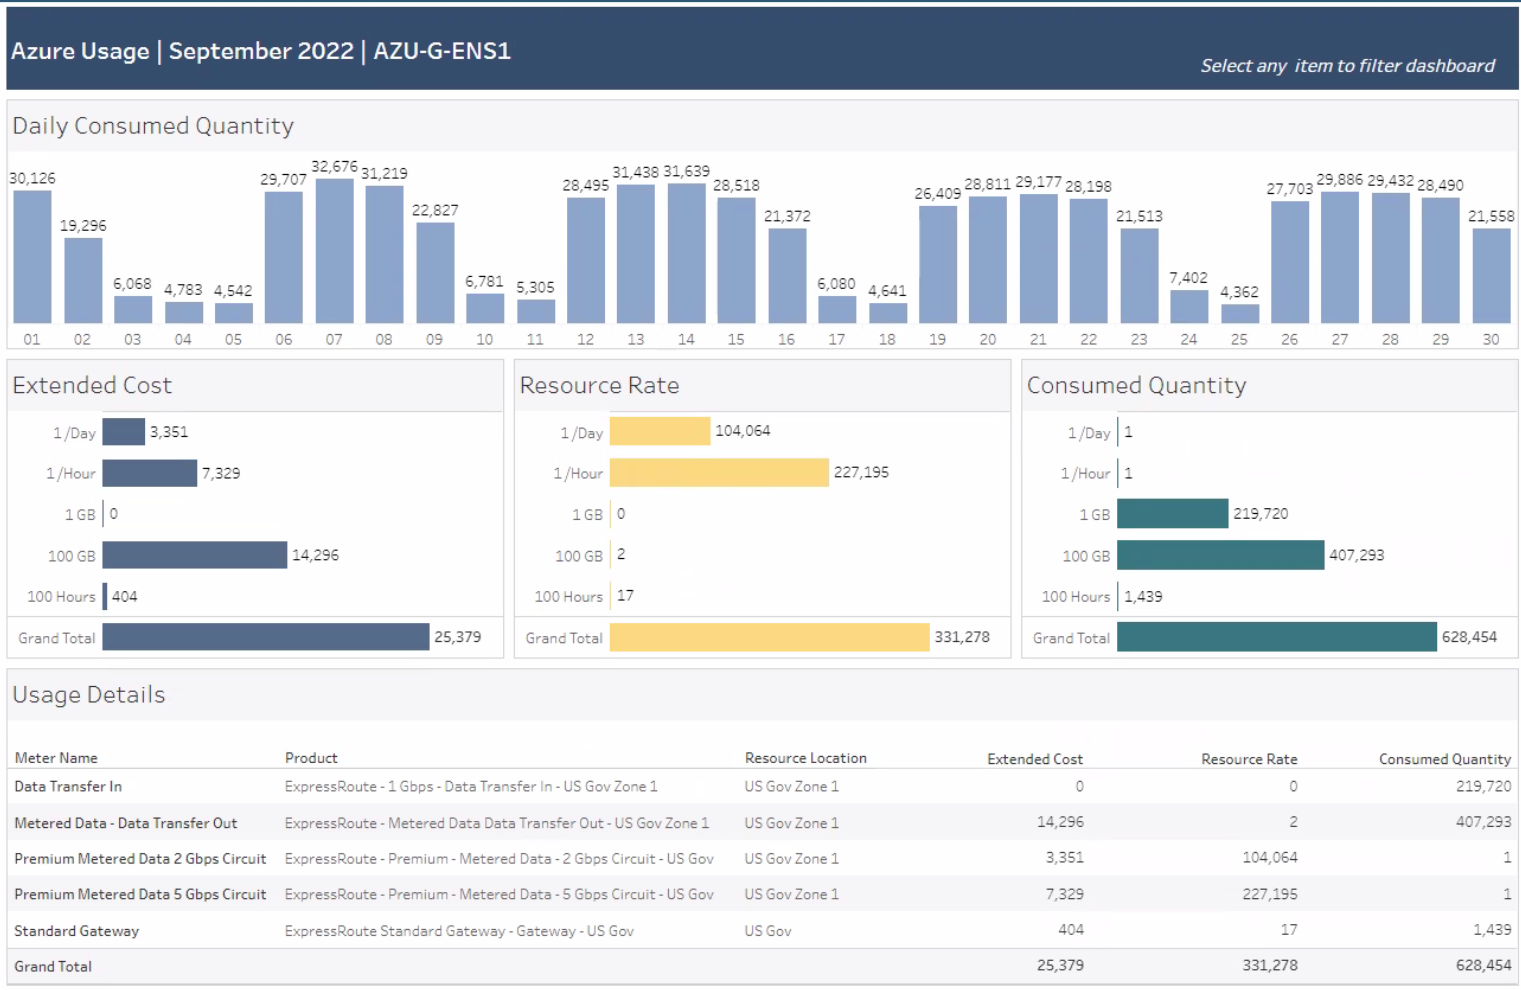 Azure Usage | September 2022 | AZU-G-ENS1
Select any item to filter dashboard
Daily Consumed Quantity
30,126 19,296 6,068 4,783 4,542 29,707 32,676 31,219 22,827 6,781 5,305 28,495 31,438 31,639 28,518 21,372 6,080 4,641 26,409 28,811 29,177 28,198 21,513 7,402 4,362 27,703 29,886 29,432 28,490 21,558
01 02 03 04 05 06 07 08 09 10 11 12 13 14 15 16 17 18 19 20 21 22 23 24 25 26 27 28 29 30
Extended Cost
1/Day 3,351
1/Hour 7,329
1 GB 0
100 GB 14,296
100 Hours 404
Grand Total 25,379
Resource Rate
1/Day 104,064
1/Hour 227,195
1 GB 0
100 GB 2
100 Hours 17
Grand Total 331,278
Consumed Quantity
1/Day 1
1/Hour 1
1 GB 219,720
100 GB 407,293
100 Hours 1,439
Grand Total 628,454
Usage Details
Meter Name Product Resource Location Extended Cost Resource Rate Consumed Quantity
Data Transfer In ExpressRoute - 1 Gbps - Data Transfer In - US Gov Zone 1 US Gov Zone 1 0 0 219,720
Metered Data - Data Transfer Out ExpressRoute - Metered Data Data Transfer Out - US Gov Zone 1 US Gov Zone 1 14,296 2 407,293
Premium Metered Data 2 Gbps Circuit ExpressRoute - Premium - Metered Data - 2 Gbps Circuit - US Gov US Gov Zone 1 3,351 104,064 1
Premium Metered Data 5 Gbps Circuit ExpressRoute - Premium - Metered Data - 5 Gbps Circuit - US Gov US Gov Zone 1 7,329 227,195 1
Standard Gateway ExpressRoute Standard Gateway - Gateway - US Gov US Gov 404 17 1,439
Grand Total 25,379 331,278 628,454